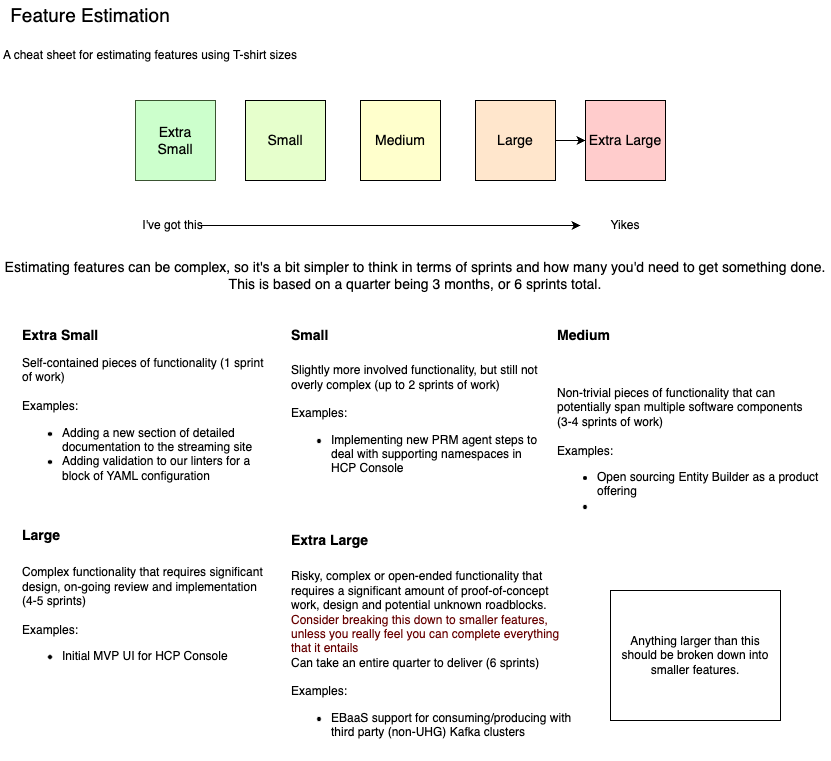 Feature Estimation
A cheat sheet for estimating features using T-shirt sizes
Extra
Small
Small
Medium
Large
Extra Large
I've got this
Yikes
Estimating features can be complex, so it's a bit simpler to think in terms of sprints and how many you'd need to get something done.
This is based on a quarter being 3 months, or 6 sprints total.
Extra Small
Self-contained pieces of functionality (1 sprint
of work)
Examples:
• Adding a new section of detailed
documentation to the streaming site
• Adding validation to our linters for a
block of YAML configuration
Small
Slightly more involved functionality, but still not
overly complex (up to 2 sprints of work)
Examples:
• Implementing new PRM agent steps to
deal with supporting namespaces in
HCP Console
Medium
Non-trivial pieces of functionality that can
potentially span multiple software components
(3-4 sprints of work)
Examples:
• Open sourcing Entity Builder as a product
offering
•
Large
Complex functionality that requires significant
design, on-going review and implementation
(4-5 sprints)
Examples:
• Initial MVP UI for HCP Console
Extra Large
Risky, complex or open-ended functionality that
requires a significant amount of proof-of-concept
work, design and potential unknown roadblocks.
Consider breaking this down to smaller features,
unless you really feel you can complete everything
that it entails
Can take an entire quarter to deliver (6 sprints)
Examples:
• EBaaS support for consuming/producing with
third party (non-UHG) Kafka clusters
Anything larger than this
should be broken down into
smaller features.